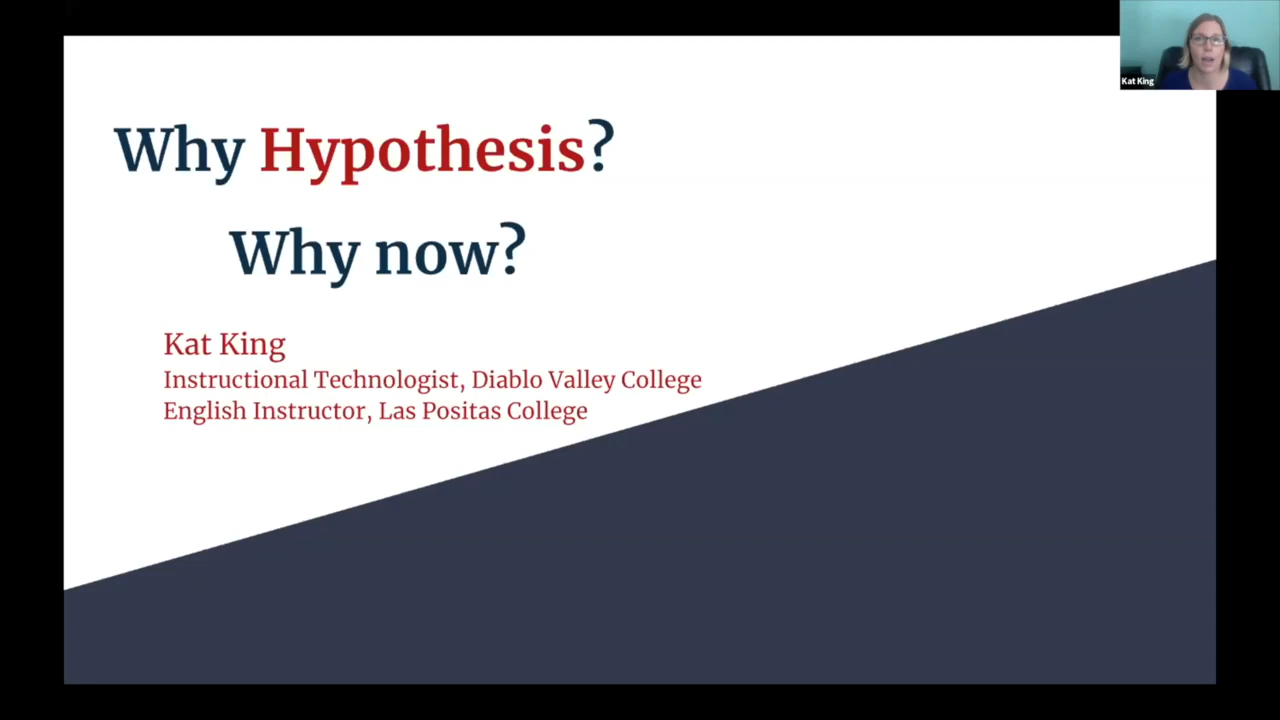 Why Hypothesis?
Why now?
Kat King
Instructional Technologist, Diablo Valley College
English Instructor, Las Positas College
Kat King